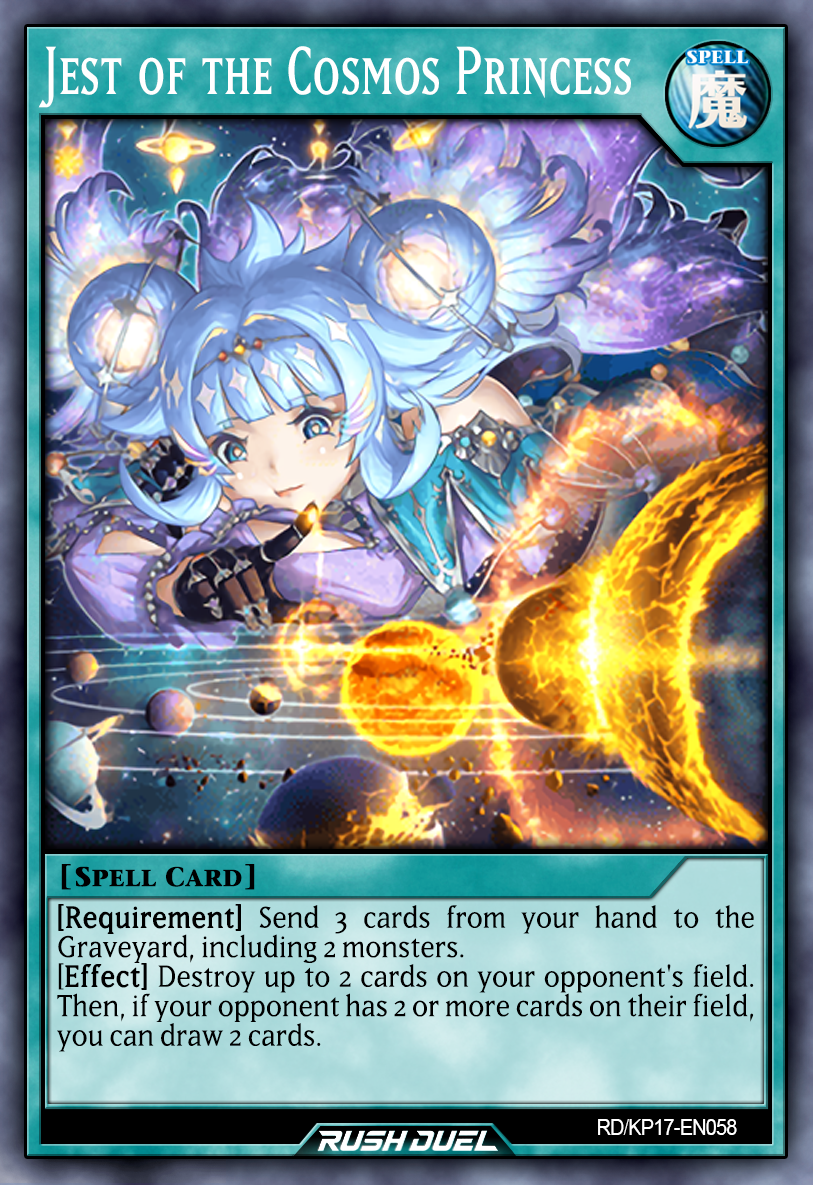 Jest of the Cosmos Princess
SPELL
魔
[Spell Card]
[Requirement] Send 3 cards from your hand to the
Graveyard, including 2 monsters.
[Effect] Destroy up to 2 cards on your opponent's field.
Then, if your opponent has 2 or more cards on their field,
you can draw 2 cards.
RD/KP17-EN058
RUSH DUEL